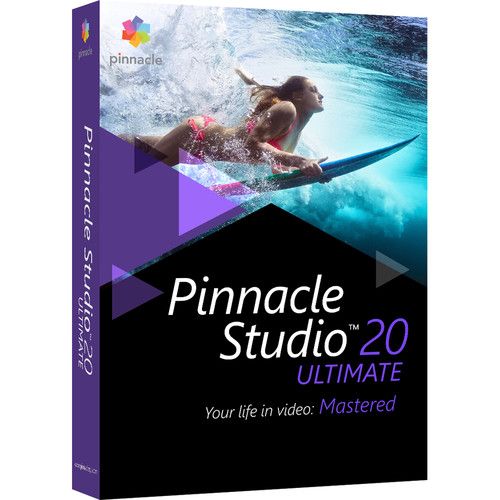 pinnacle
Pinnacle
Studio™ 20
ULTIMATE
Your life in video: Mastered
Pinnacle Studio™ 20
ULTIMATE